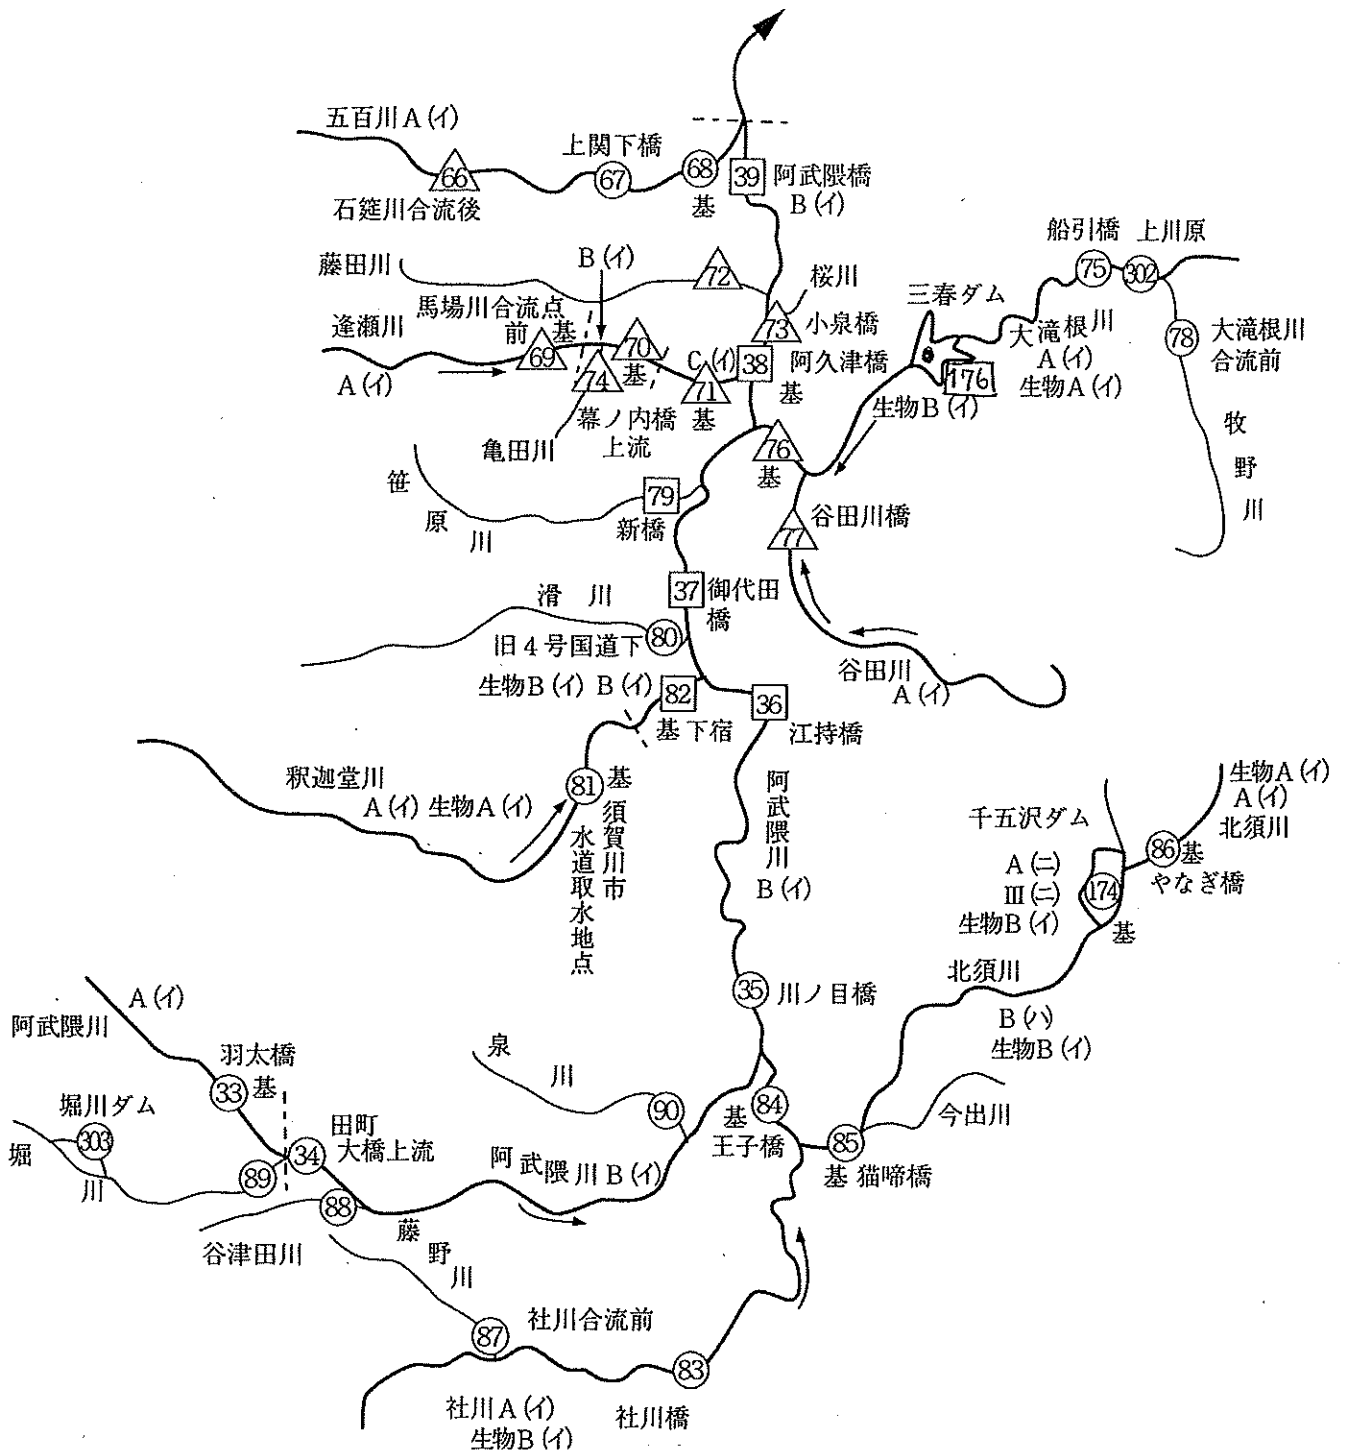 五百川A(イ)
上関下橋
66
67
68
39
阿武隈橋
B(イ)
石筵川合流後
基
船引橋
上川原
藤田川
B(イ)
72
桜川
75
302
三春ダム
馬場川合流点
前
基
逢瀬川
73
小泉橋
大滝根川
A(イ)
生物A(イ)
78
大滝根川
合流前
69
70
基
C(イ)
38
阿久津橋
基
A(イ)
74
71
基
176
生物B(イ)
幕ノ内橋
上流
亀田川
76
基
牧野川
笹原川
79
新橋
77
谷田川橋
37
御代田
橋
滑川
80
旧4号国道下
谷田川
A(イ)
生物B(イ) B(イ)
82
基下宿
36
江持橋
釈迦堂川
A(イ) 生物A(イ)
81
基
須賀川市
水道取水地点
阿武隈川
B(イ)
生物A(イ)
A(イ)
北須川
千五沢ダム
86
基
やなぎ橋
A(ニ)
Ⅲ(ニ)
生物B(イ)
174
基
北須川
B(ハ)
生物B(イ)
35
川ノ目橋
A(イ)
阿武隈川
羽太橋
33
基
泉川
90
84
基
王子橋
85
基
猫啼橋
今出川
堀川ダム
303
堀川
89
34
田町
大橋上流
88
阿武隈川B(イ)
谷津田川
藤野川
87
社川合流前
83
社川A(イ)
生物B(イ)
社川橋